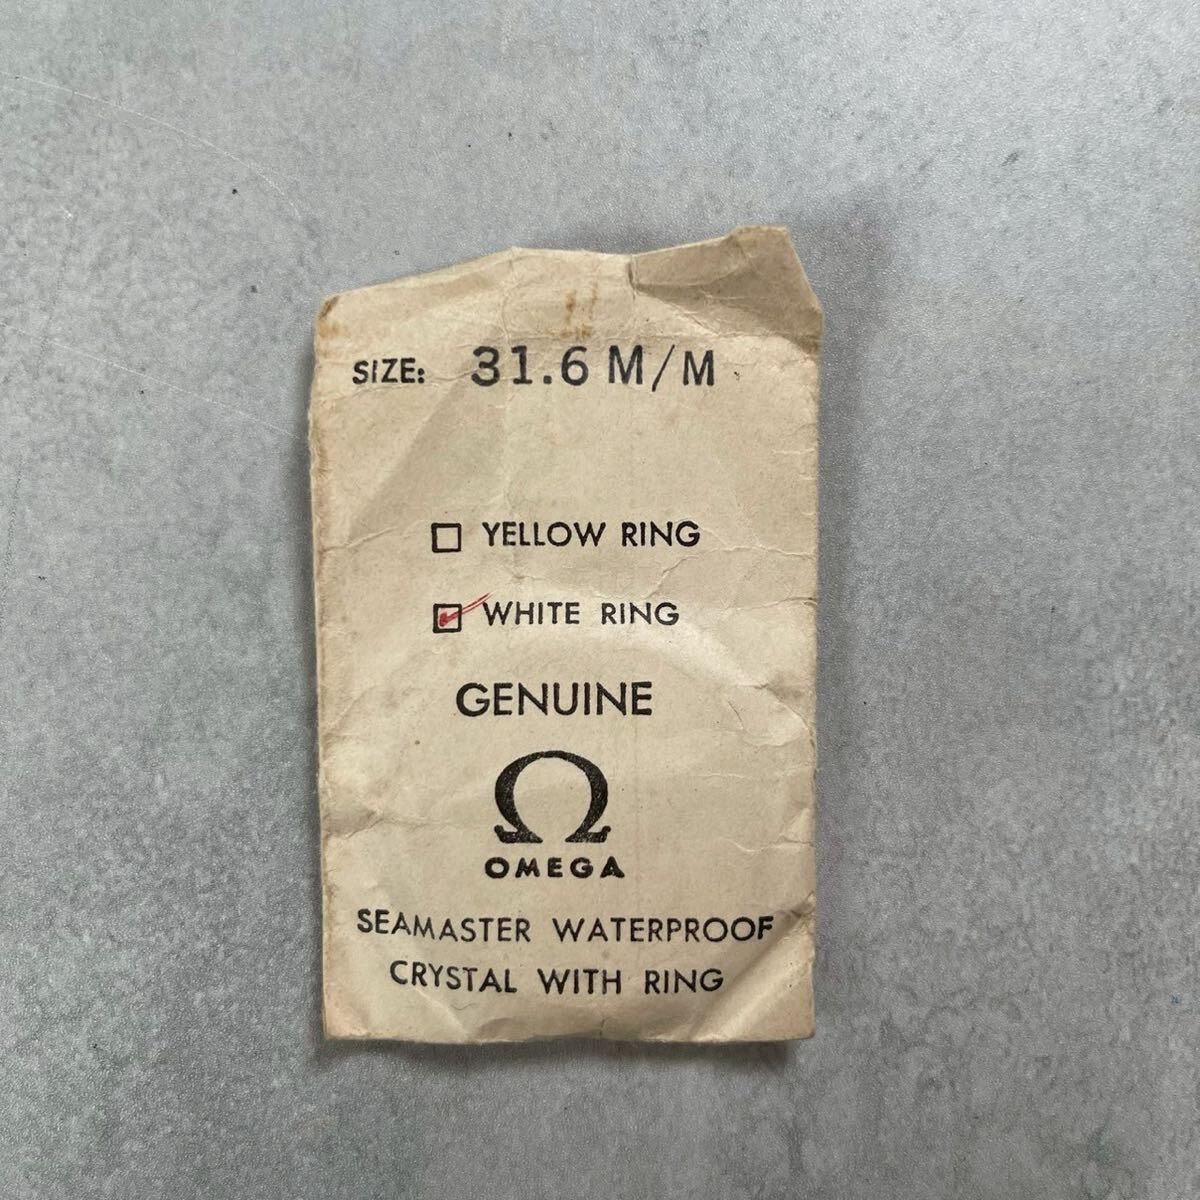 SIZE: 31.6 M/M
YELLOW RING
WHITE RING
GENUINE
Ω
OMEGA
SEAMASTER WATERPROOF
CRYSTAL WITH RING